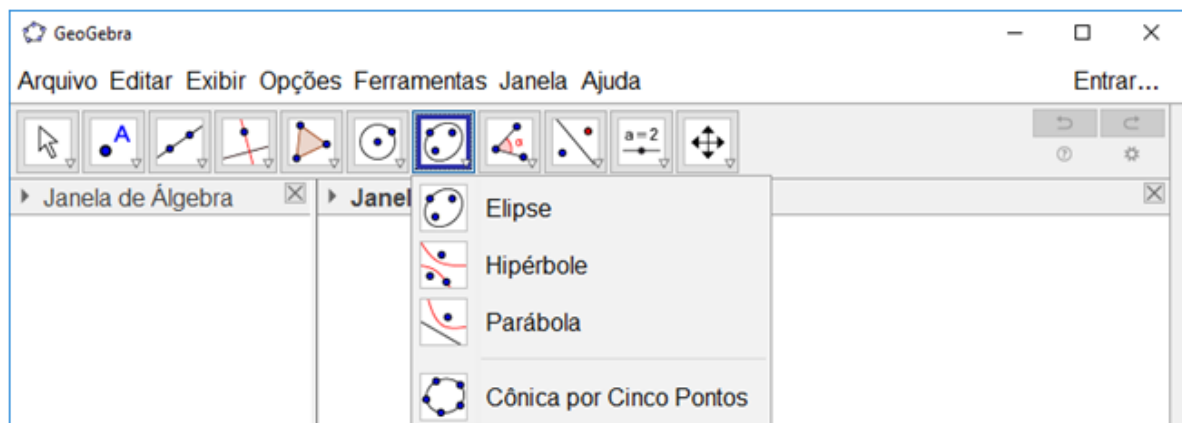 GeoGebra
Arquivo Editar Exibir Opções Ferramentas Janela Ajuda Entrar...
A α a=2
Janela de Álgebra Janel
Elipse
Hipérbole
Parábola
Cônica por Cinco Pontos